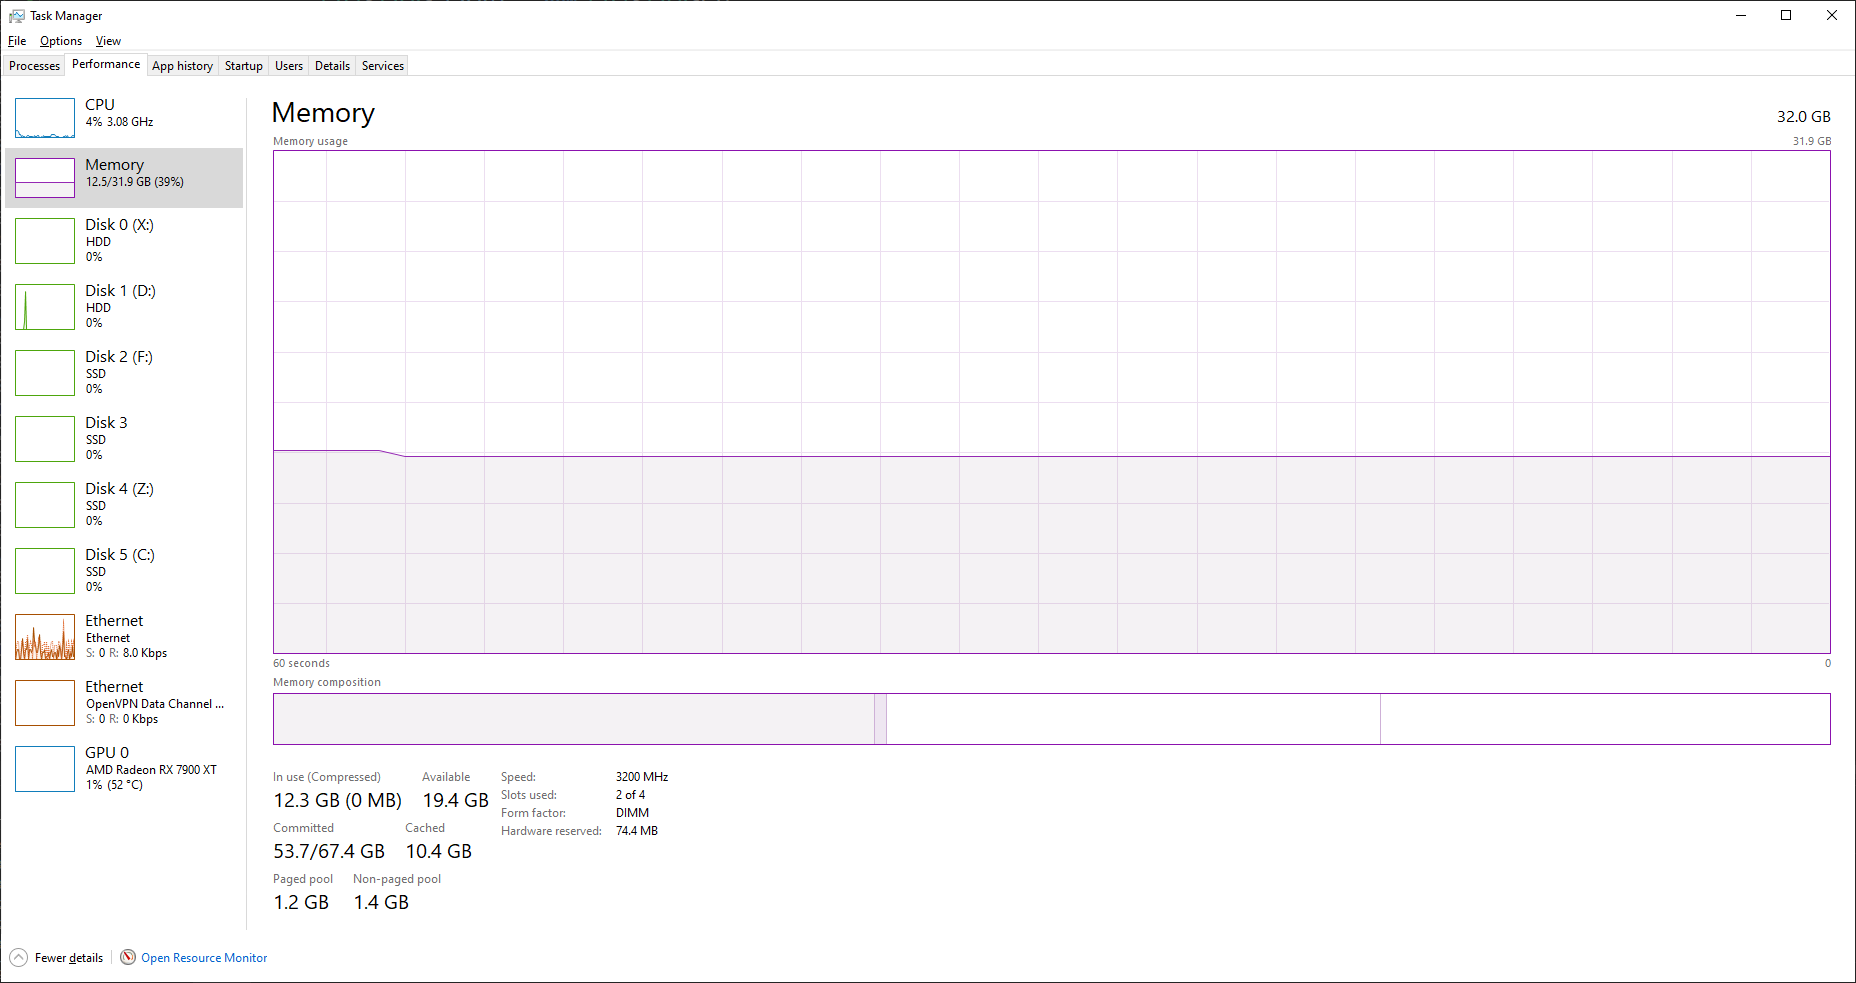 Task Manager
File Options View
Processes Performance App history Startup Users Details Services
CPU
4% 3.08 GHz
Memory
12.5/31.9 GB (39%)
Disk 0 (X:)
HDD
0%
Disk 1 (D:)
HDD
0%
Disk 2 (F:)
SSD
0%
Disk 3
SSD
0%
Disk 4 (Z:)
SSD
0%
Disk 5 (C:)
SSD
0%
Ethernet
Ethernet
S: 0 R: 8.0 Kbps
Ethernet
OpenVPN Data Channel ...
S: 0 R: 0 Kbps
GPU 0
AMD Radeon RX 7900 XT
1% (52 °C)
Memory 32.0 GB
Memory usage 31.9 GB
60 seconds 0
Memory composition
In use (Compressed) Available
12.3 GB (0 MB) 19.4 GB
Committed Cached
53.7/67.4 GB 10.4 GB
Paged pool Non-paged pool
1.2 GB 1.4 GB
Speed: 3200 MHz
Slots used: 2 of 4
Form factor: DIMM
Hardware reserved: 74.4 MB
Fewer details Open Resource Monitor